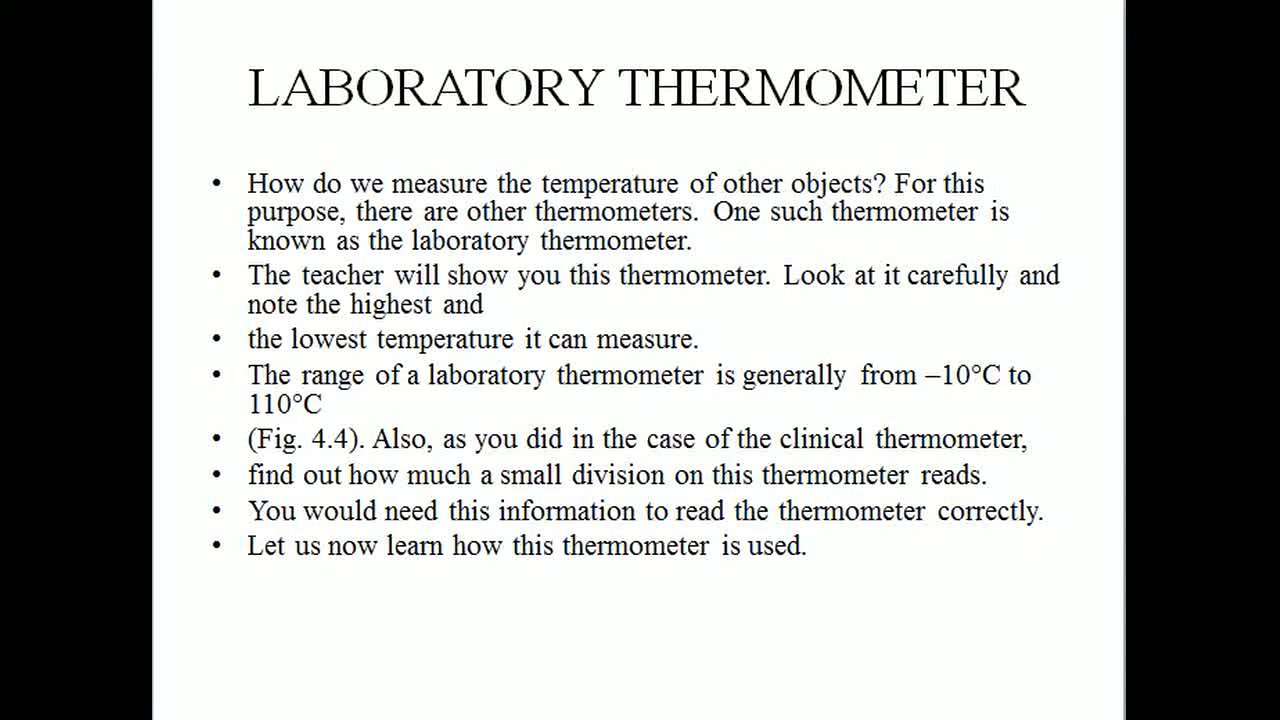 LABORATORY THERMOMETER
• How do we measure the temperature of other objects? For this
purpose, there are other thermometers. One such thermometer is
known as the laboratory thermometer.
• The teacher will show you this thermometer. Look at it carefully and
note the highest and
• the lowest temperature it can measure.
• The range of a laboratory thermometer is generally from –10°C to
110°C
• (Fig. 4.4). Also, as you did in the case of the clinical thermometer,
• find out how much a small division on this thermometer reads.
• You would need this information to read the thermometer correctly.
• Let us now learn how this thermometer is used.